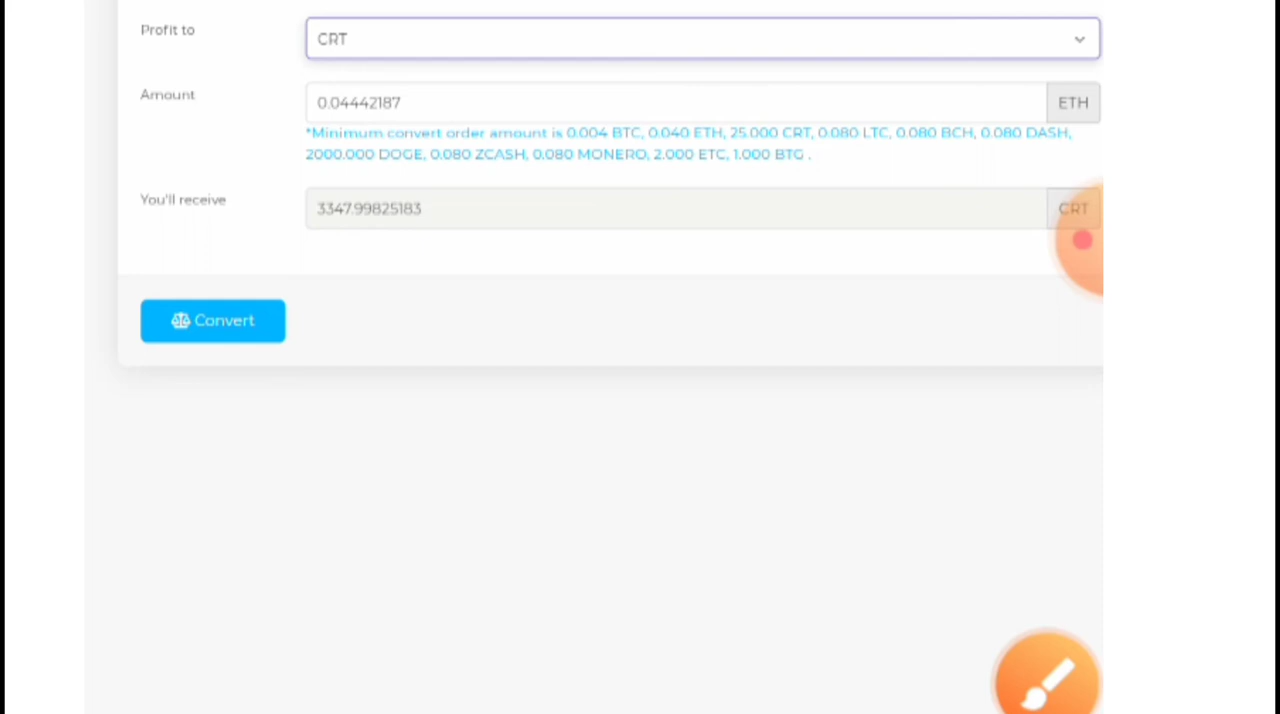 Profit to
CRT
Amount
0.04442187
ETH
*Minimum convert order amount is 0.004 BTC, 0.040 ETH, 25.000 CRT, 0.080 LTC, 0.080 BCH, 0.080 DASH,
2000.000 DOGE, 0.080 ZCASH, 0.080 MONERO, 2.000 ETC, 1.000 BTG .
You'll receive
3347.99825183
CRT
Convert